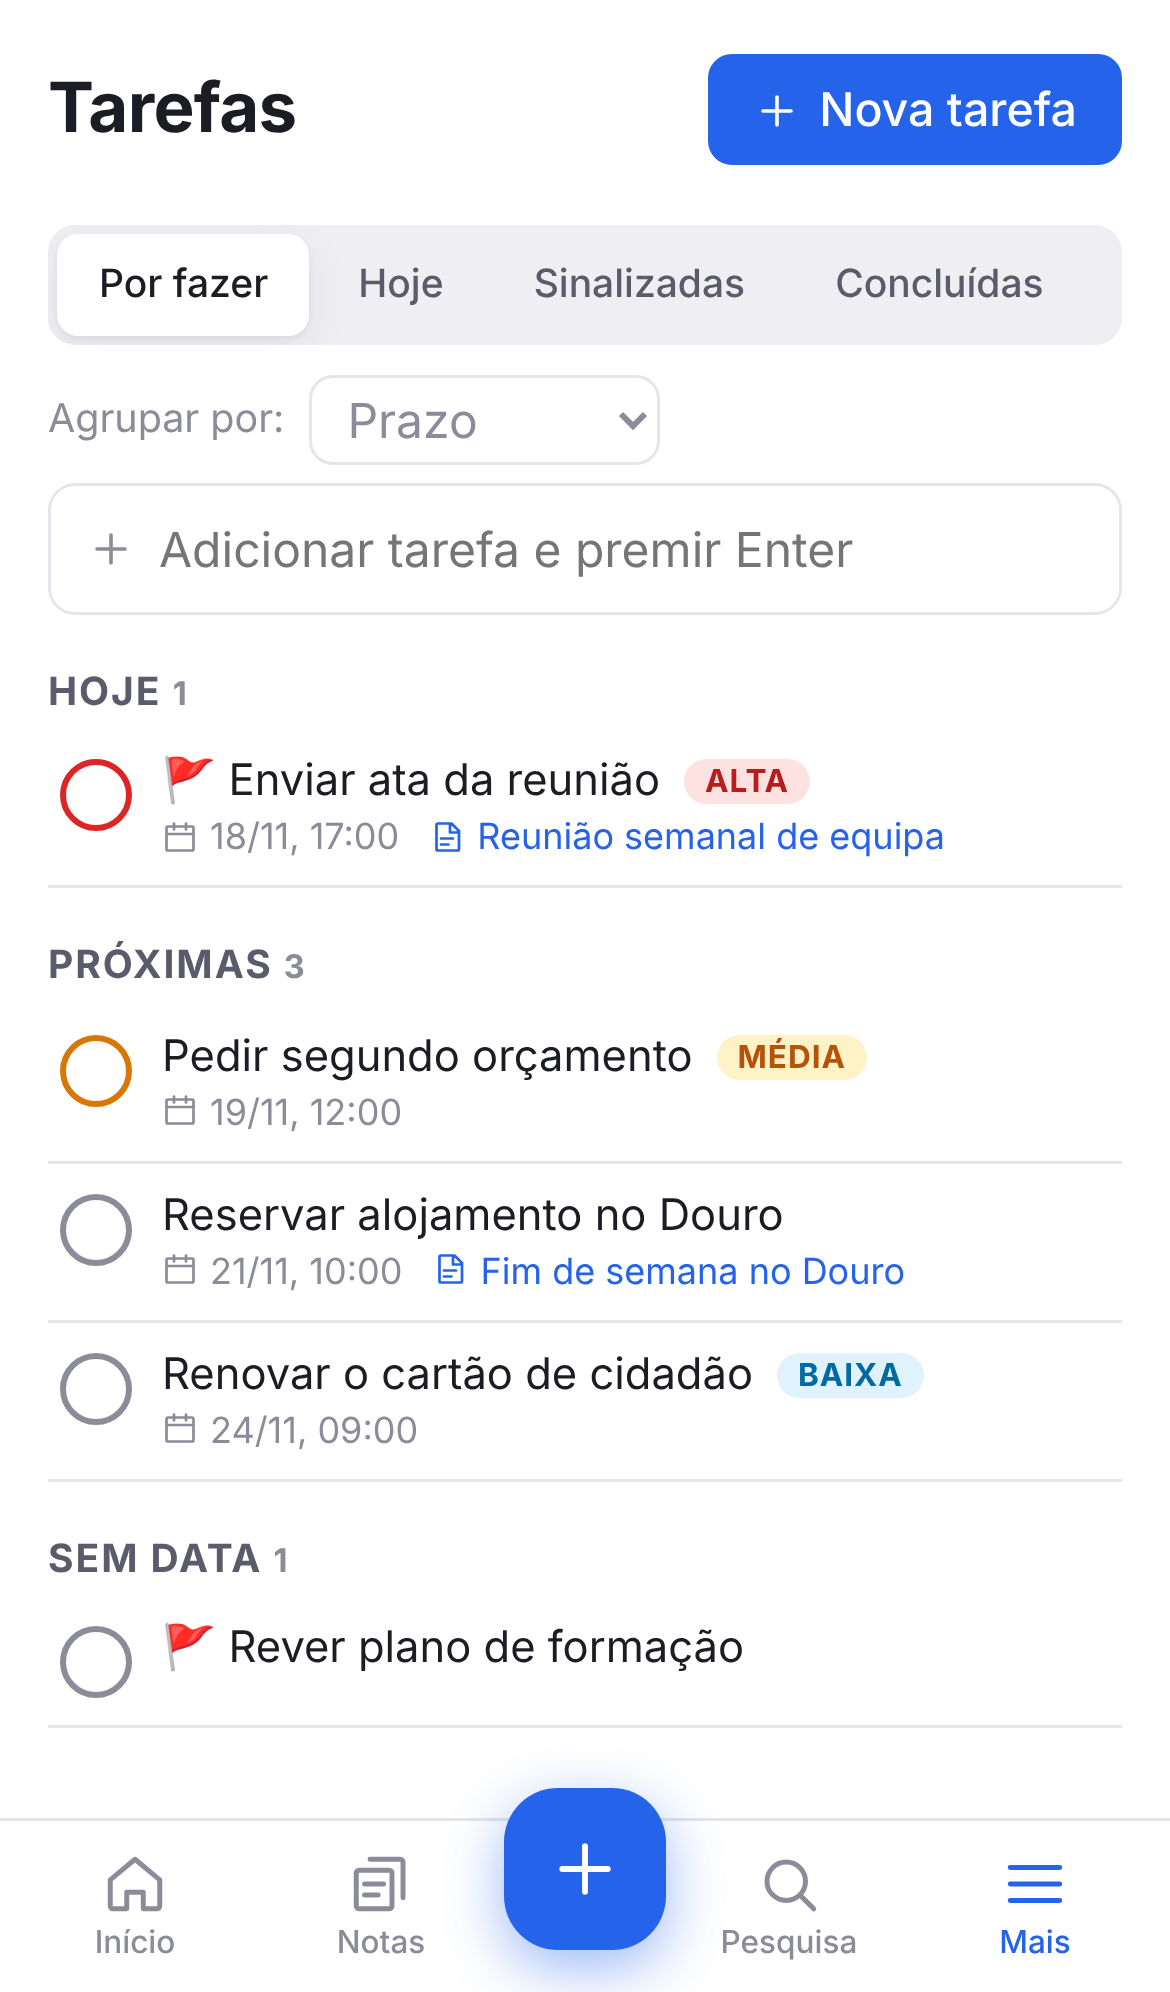 Tarefas
+ Nova tarefa
Por fazer Hoje Sinalizadas Concluídas
Agrupar por: Prazo
+ Adicionar tarefa e premir Enter
HOJE 1
🚩 Enviar ata da reunião ALTA
18/11, 17:00 Reunião semanal de equipa
PRÓXIMAS 3
Pedir segundo orçamento MÉDIA
19/11, 12:00
Reservar alojamento no Douro
21/11, 10:00 Fim de semana no Douro
Renovar o cartão de cidadão BAIXA
24/11, 09:00
SEM DATA 1
🚩 Rever plano de formação
Início Notas + Pesquisa Mais